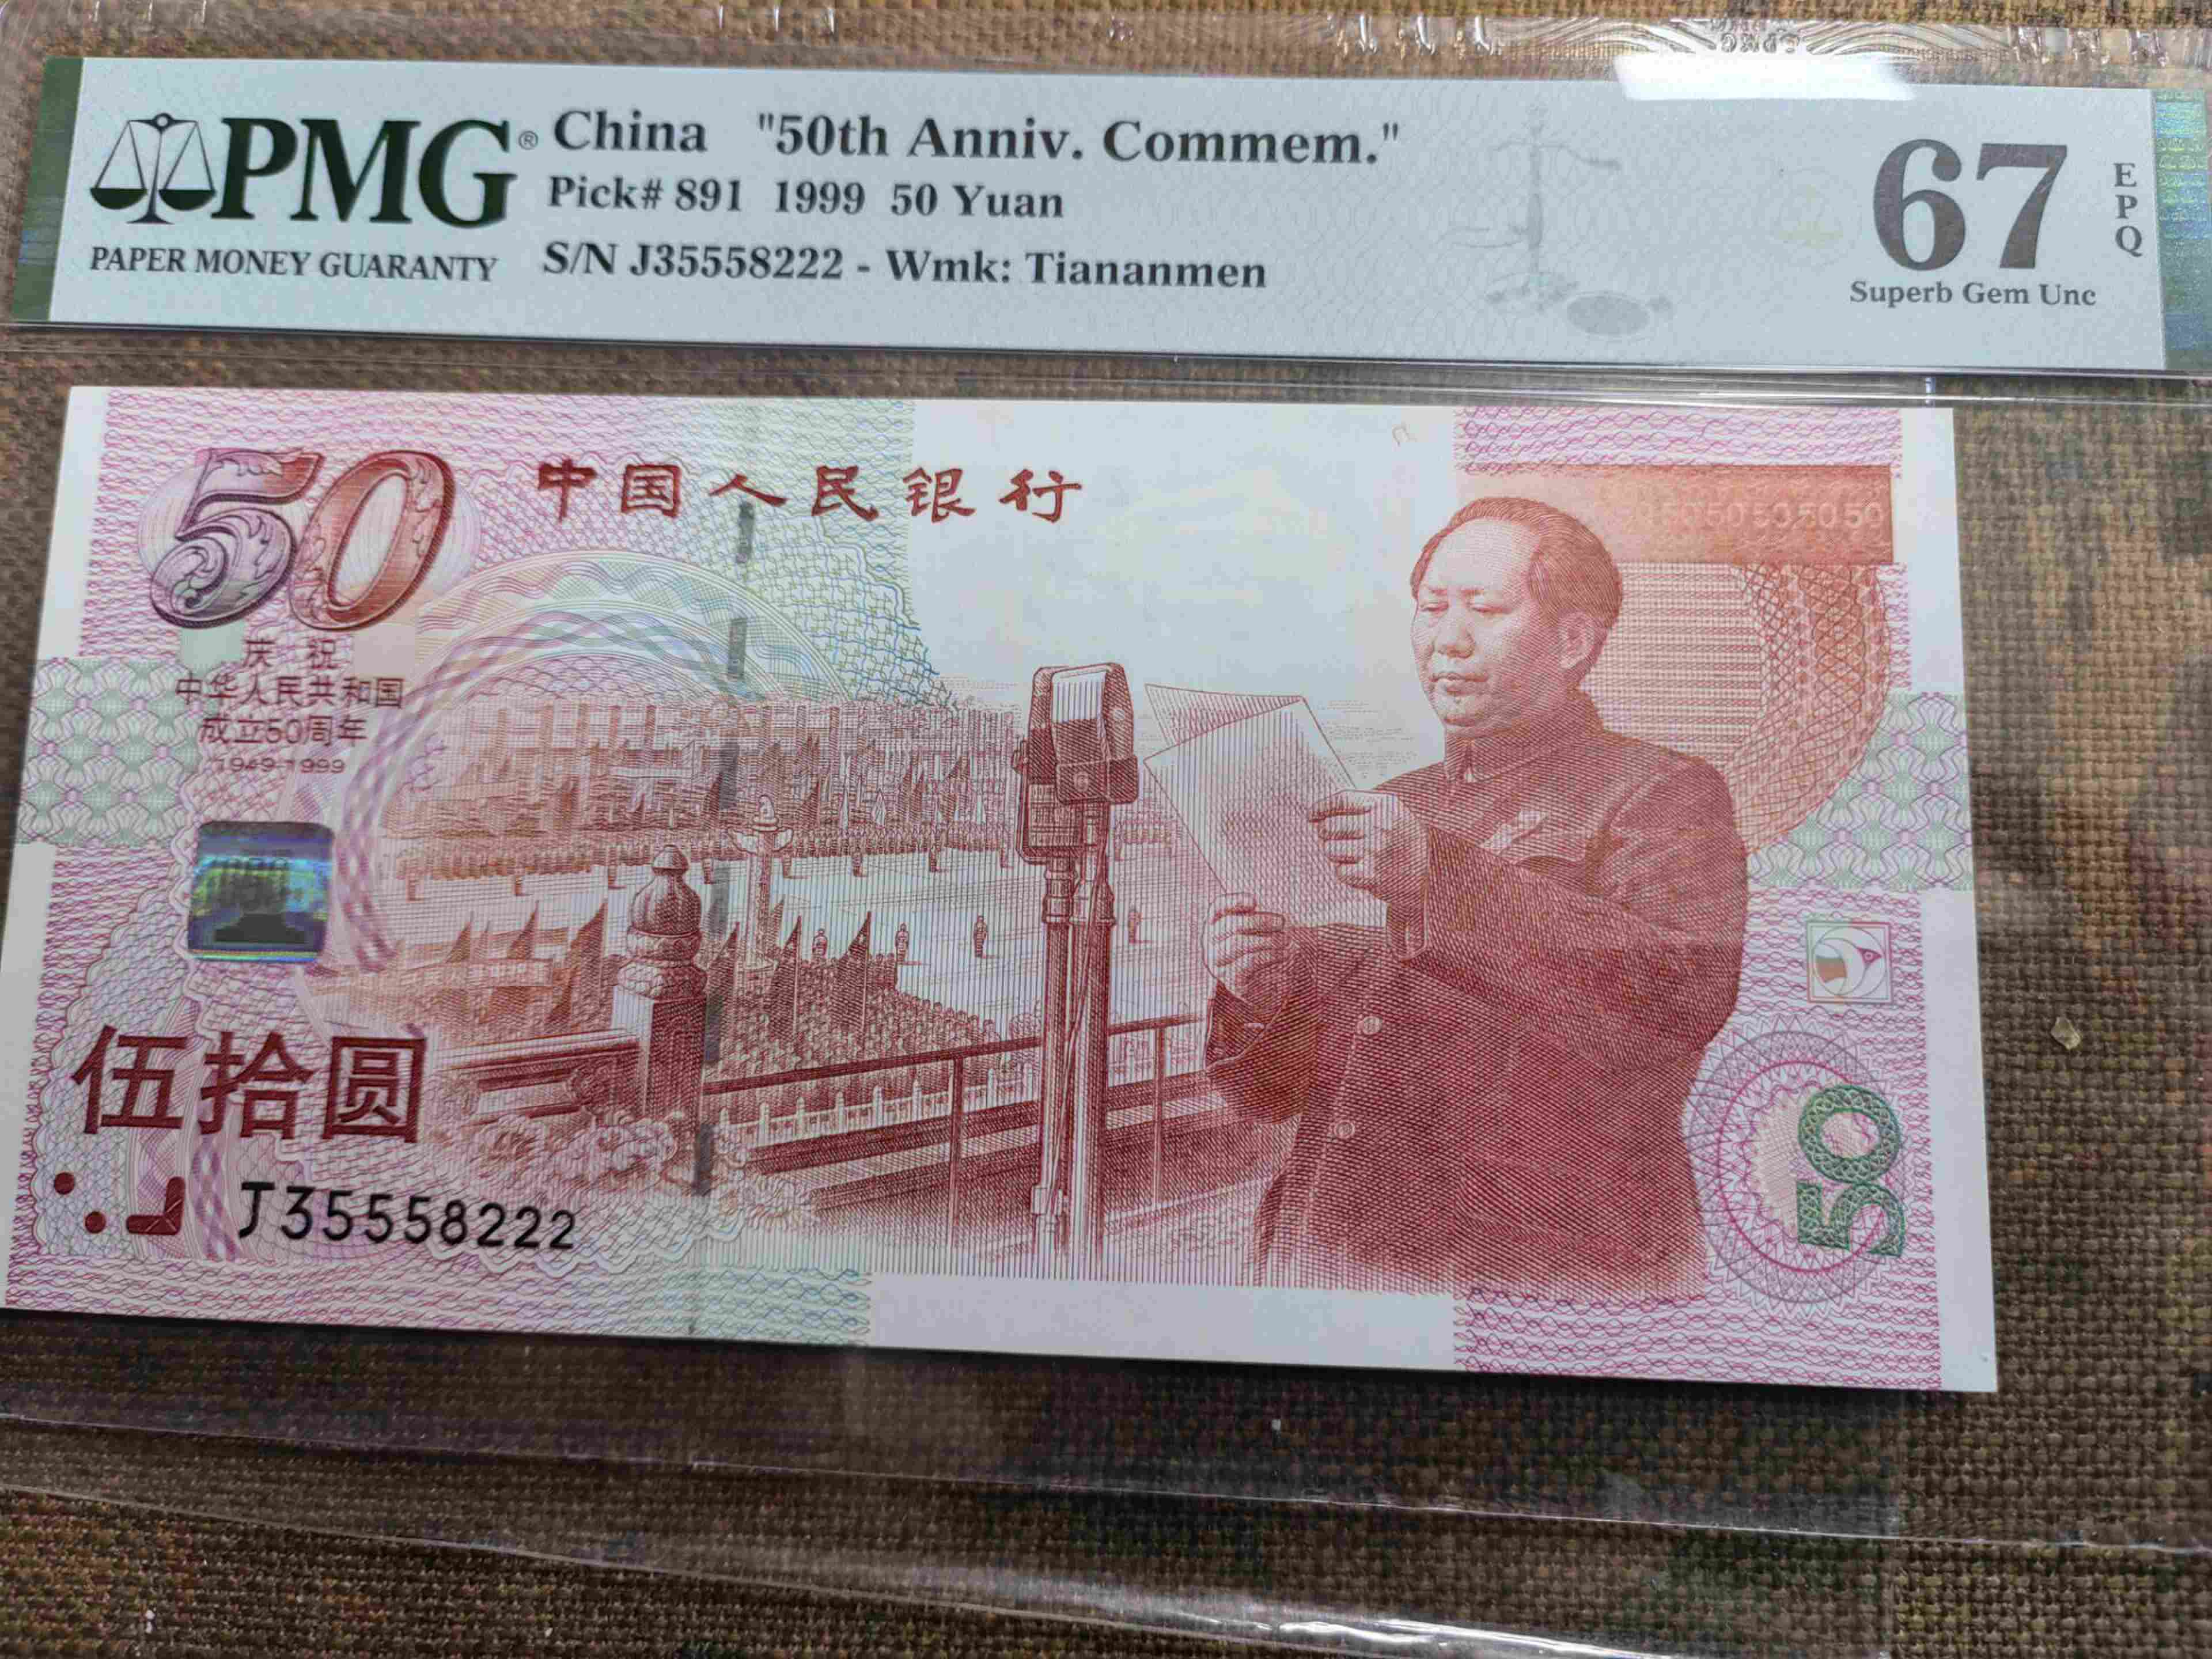 PMG® China "50th Anniv. Commem."
Pick# 891 1999 50 Yuan
PAPER MONEY GUARANTY S/N J35558222 - Wmk: Tiananmen
67 EPQ
Superb Gem Unc
50 中国人民银行
5050505050
庆祝
中华人民共和国
成立50周年
1949-1999
伍拾圆
J35558222
50